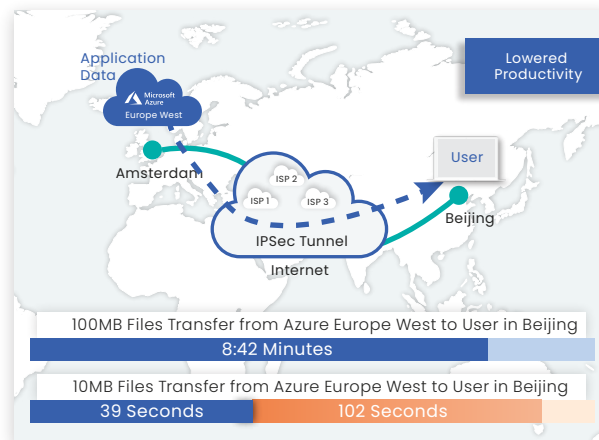 Application
Data
Microsoft
Azure
Europe West
Lowered
Productivity
Amsterdam
ISP 1
ISP 2
ISP 3
User
Beijing
IPSec Tunnel
Internet
100MB Files Transfer from Azure Europe West to User in Beijing
8:42 Minutes
10MB Files Transfer from Azure Europe West to User in Beijing
39 Seconds
102 Seconds